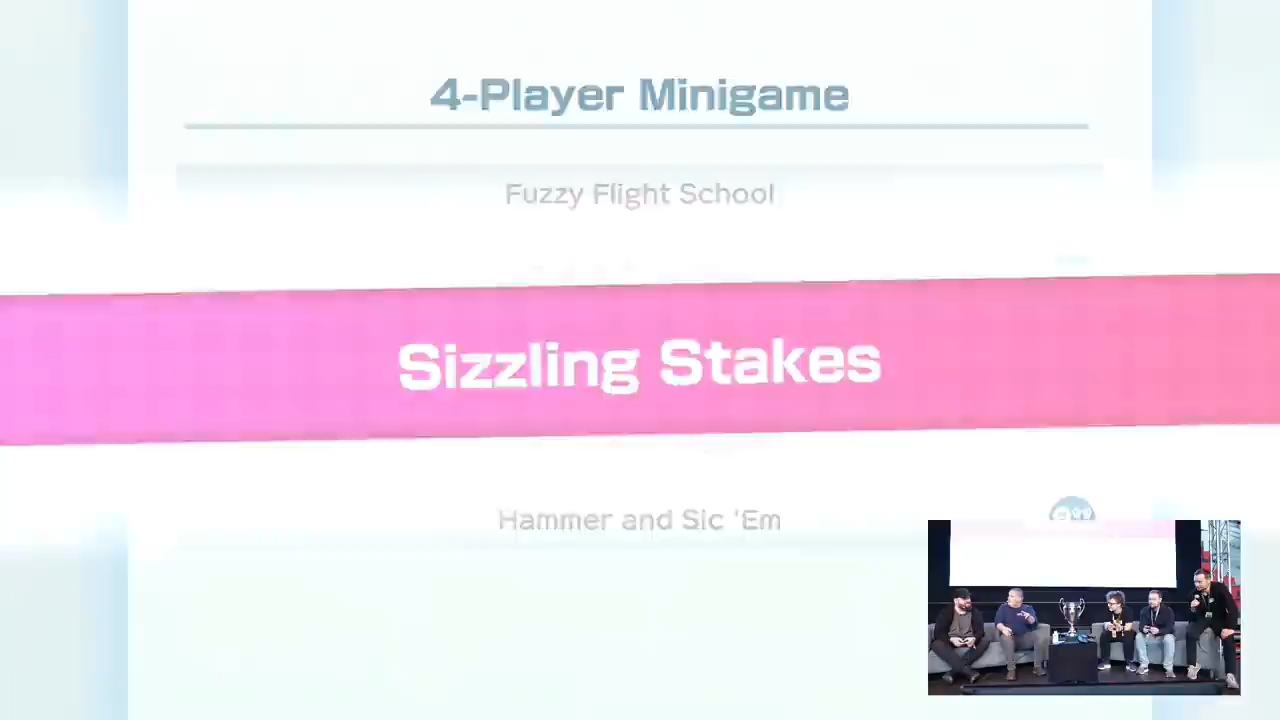 4-Player Minigame
Fuzzy Flight School
Sizzling Stakes
Hammer and Sic 'Em